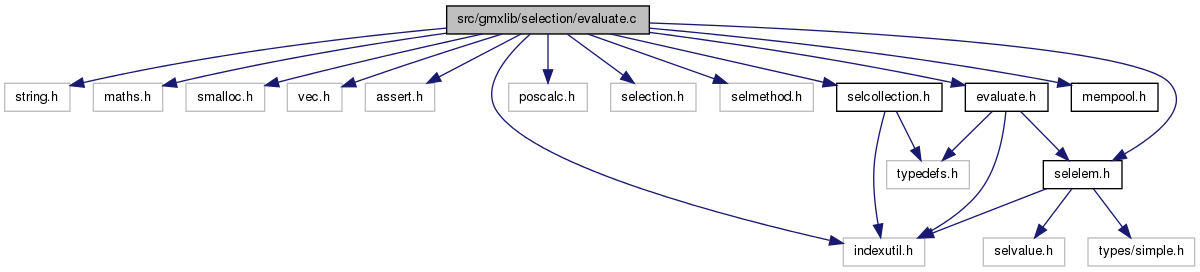 src/gmxlib/selection/evaluate.c
string.h
maths.h
smalloc.h
vec.h
assert.h
poscalc.h
selection.h
selmethod.h
selcollection.h
evaluate.h
mempool.h
typedefs.h
selelem.h
indexutil.h
selvalue.h
types/simple.h